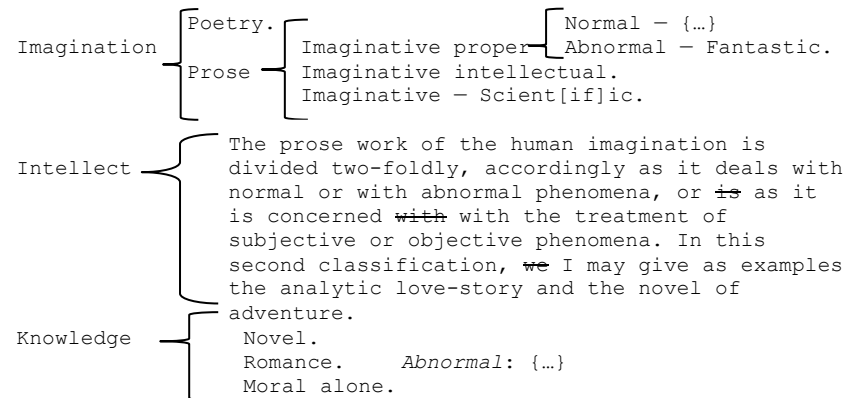 Poetry. Normal – {…}
Imagination Imaginative proper Abnormal – Fantastic.
Prose Imaginative intellectual.
Imaginative – Scient[if]ic.
The prose work of the human imagination is
Intellect divided two-foldly, accordingly as it deals with
normal or with abnormal phenomena, or is as it
is concerned with with the treatment of
subjective or objective phenomena. In this
second classification, we I may give as examples
the analytic love-story and the novel of
adventure.
Knowledge Novel.
Romance. Abnormal: {…}
Moral alone.